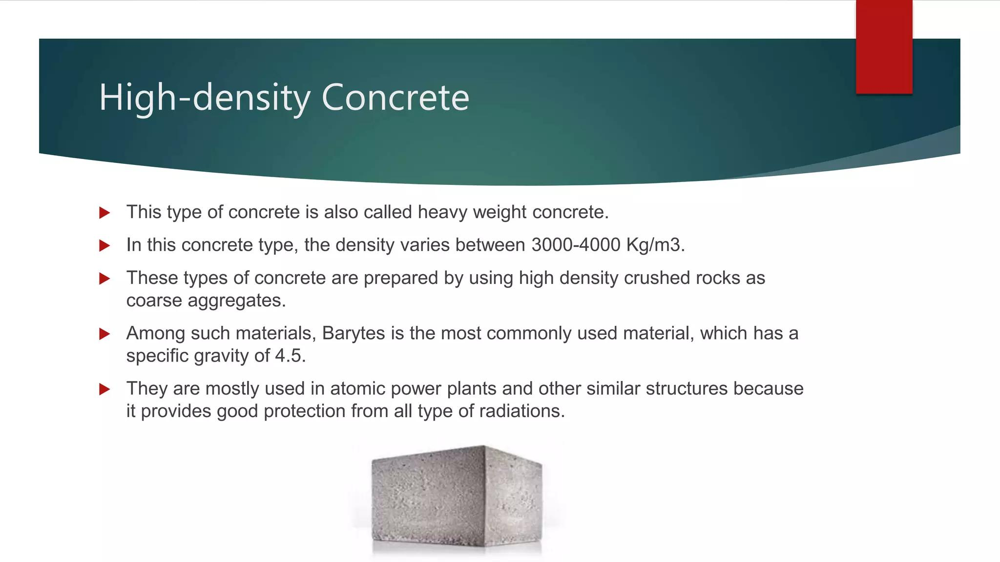 High-density Concrete
This type of concrete is also called heavy weight concrete.
In this concrete type, the density varies between 3000-4000 Kg/m3.
These types of concrete are prepared by using high density crushed rocks as
coarse aggregates.
Among such materials, Barytes is the most commonly used material, which has a
specific gravity of 4.5.
They are mostly used in atomic power plants and other similar structures because
it provides good protection from all type of radiations.